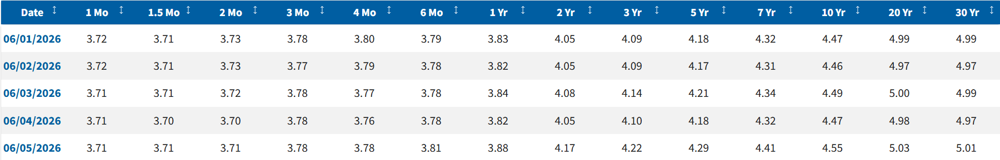 Date 1 Mo 1.5 Mo 2 Mo 3 Mo 4 Mo 6 Mo 1 Yr 2 Yr 3 Yr 5 Yr 7 Yr 10 Yr 20 Yr 30 Yr
06/01/2026 3.72 3.71 3.73 3.78 3.80 3.79 3.83 4.05 4.09 4.18 4.32 4.47 4.99 4.99
06/02/2026 3.72 3.71 3.73 3.77 3.79 3.78 3.82 4.05 4.09 4.17 4.31 4.46 4.97 4.97
06/03/2026 3.71 3.71 3.72 3.78 3.77 3.78 3.84 4.08 4.14 4.21 4.34 4.49 5.00 4.99
06/04/2026 3.71 3.70 3.70 3.78 3.76 3.78 3.82 4.05 4.10 4.18 4.32 4.47 4.98 4.97
06/05/2026 3.71 3.71 3.71 3.78 3.78 3.81 3.88 4.17 4.22 4.29 4.41 4.55 5.03 5.01